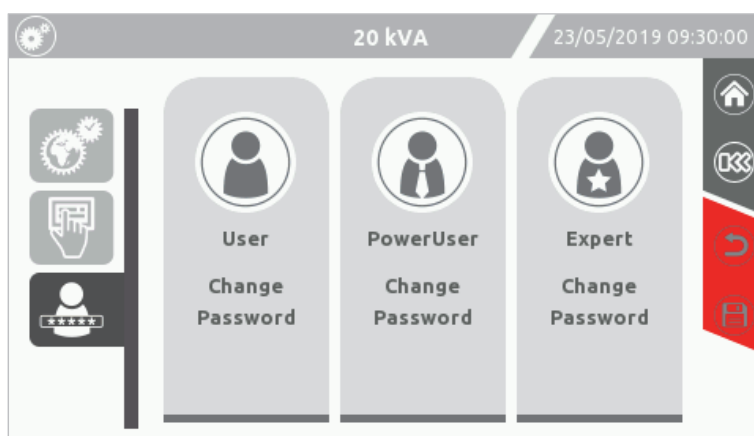 20 kVA
23/05/2019 09:30:00
User
PowerUser
Expert
Change
Password
Change
Password
Change
Password
*****